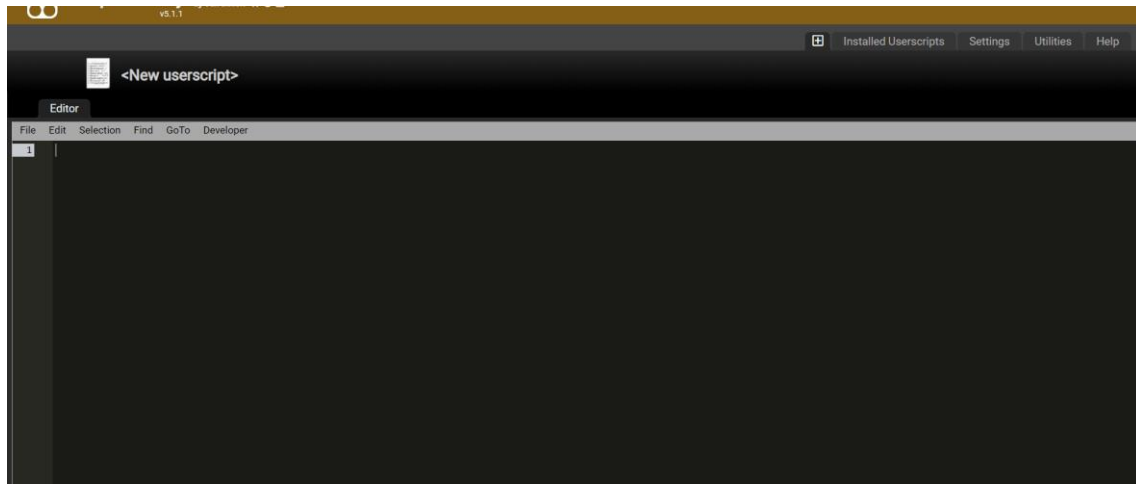 v5.1.1
Installed Userscripts Settings Utilities Help
<New userscript>
Editor
File Edit Selection Find GoTo Developer
1